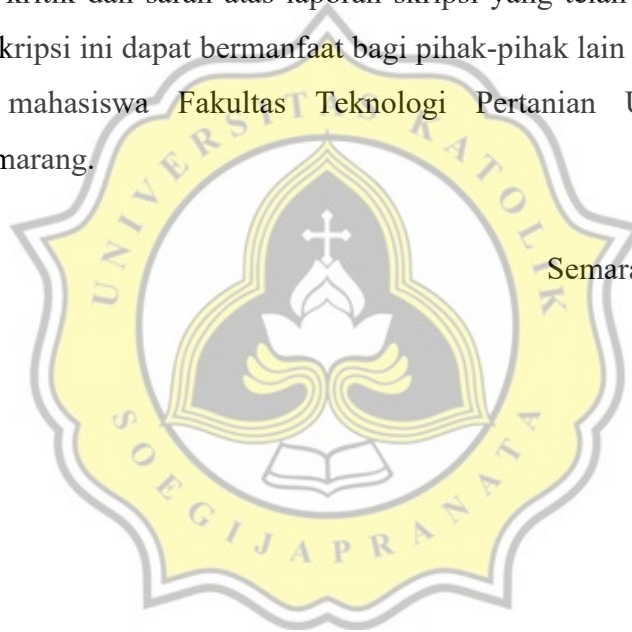 kritik dan saran atas laporan skripsi yang telah
kripsi ini dapat bermanfaat bagi pihak-pihak lain
mahasiswa Fakultas Teknologi Pertanian U
marang.
Semara
UNIVERSITAS KATOLIK
SOEGIJAPRANATA